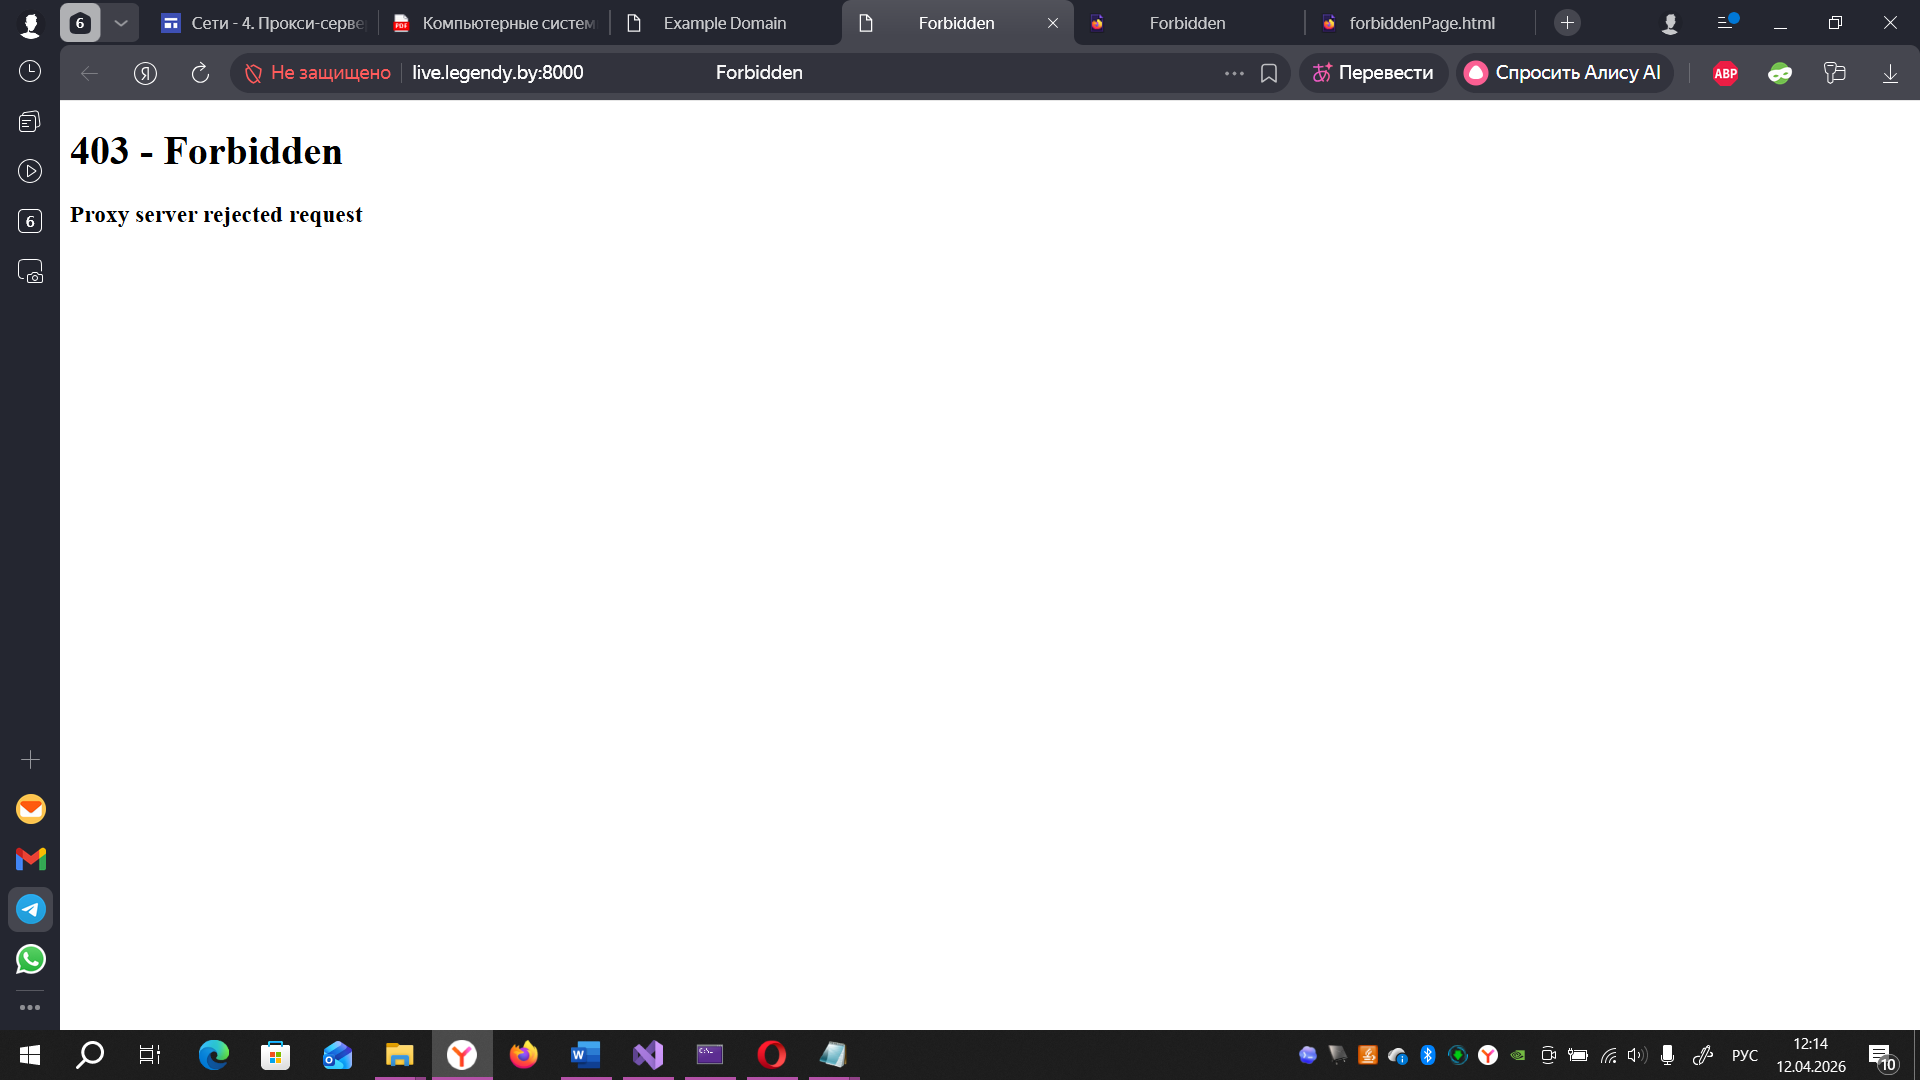 6
Сети - 4. Прокси-серве
Компьютерные систем
Example Domain
Forbidden
Forbidden
forbiddenPage.html
Я
Не защищено
live.legendy.by:8000
Forbidden
Перевести
Спросить Алису AI
ABP
403 - Forbidden
Proxy server rejected request
6
РУС
12:14
12.04.2026
10